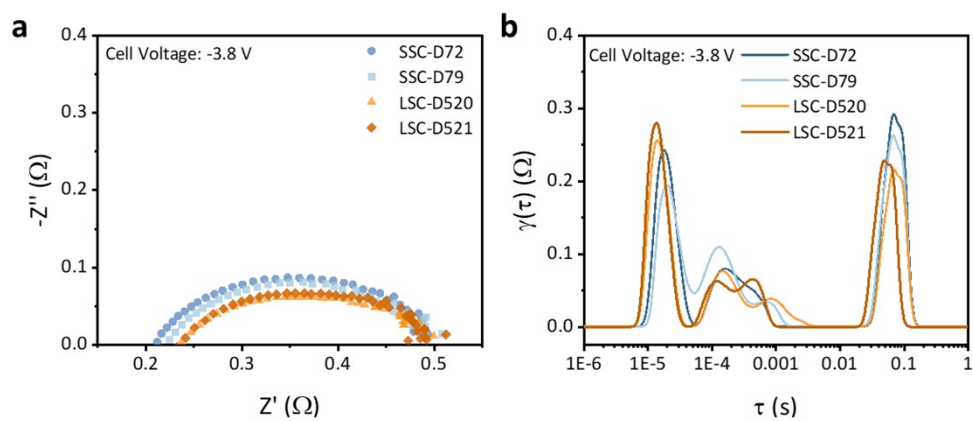 a
Cell Voltage: -3.8 V
SSC-D72
SSC-D79
LSC-D520
LSC-D521
-Z'' (Ω)
0.4
0.3
0.2
0.1
0.0
0.2
0.3
0.4
0.5
Z' (Ω)
b
Cell Voltage: -3.8 V
SSC-D72
SSC-D79
LSC-D520
LSC-D521
γ(τ) (Ω)
0.4
0.3
0.2
0.1
0.0
1E-6
1E-5
1E-4
0.001
0.01
0.1
1
τ (s)